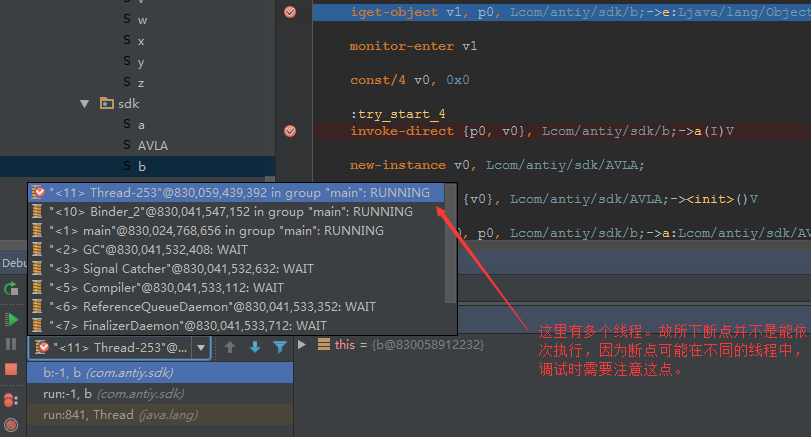 v
w
x
y
z
sdk
a
AVLA
b
iget-object v1, p0, Lcom/antiy/sdk/b;->e:Ljava/lang/Object
monitor-enter v1
const/4 v0, 0x0
:try_start_4
invoke-direct {p0, v0}, Lcom/antiy/sdk/b;->a(I)V
new-instance v0, Lcom/antiy/sdk/AVLA;
{v0}, Lcom/antiy/sdk/AVLA;-><init>()V
, p0, Lcom/antiy/sdk/b;->a:Lcom/antiy/sdk/AV
"<11> Thread-253"@830,059,439,392 in group "main": RUNNING
"<10> Binder_2"@830,041,547,152 in group "main": RUNNING
"<1> main"@830,024,768,656 in group "main": RUNNING
"<2> GC"@830,041,532,408: WAIT
"<3> Signal Catcher"@830,041,532,632: WAIT
"<5> Compiler"@830,041,533,112: WAIT
"<6> ReferenceQueueDaemon"@830,041,533,352: WAIT
"<7> FinalizerDaemon"@830,041,533,712: WAIT
Debu
"<11> Thread-253"@...
this = {b@830058912232}
b:-1, b (com.antiy.sdk)
run:-1, b (com.antiy.sdk)
run:841, Thread (java.lang)
这里有多个线程。故所下断点并不是能依
次执行，因为断点可能在不同的线程中，
调试时需要注意这点。